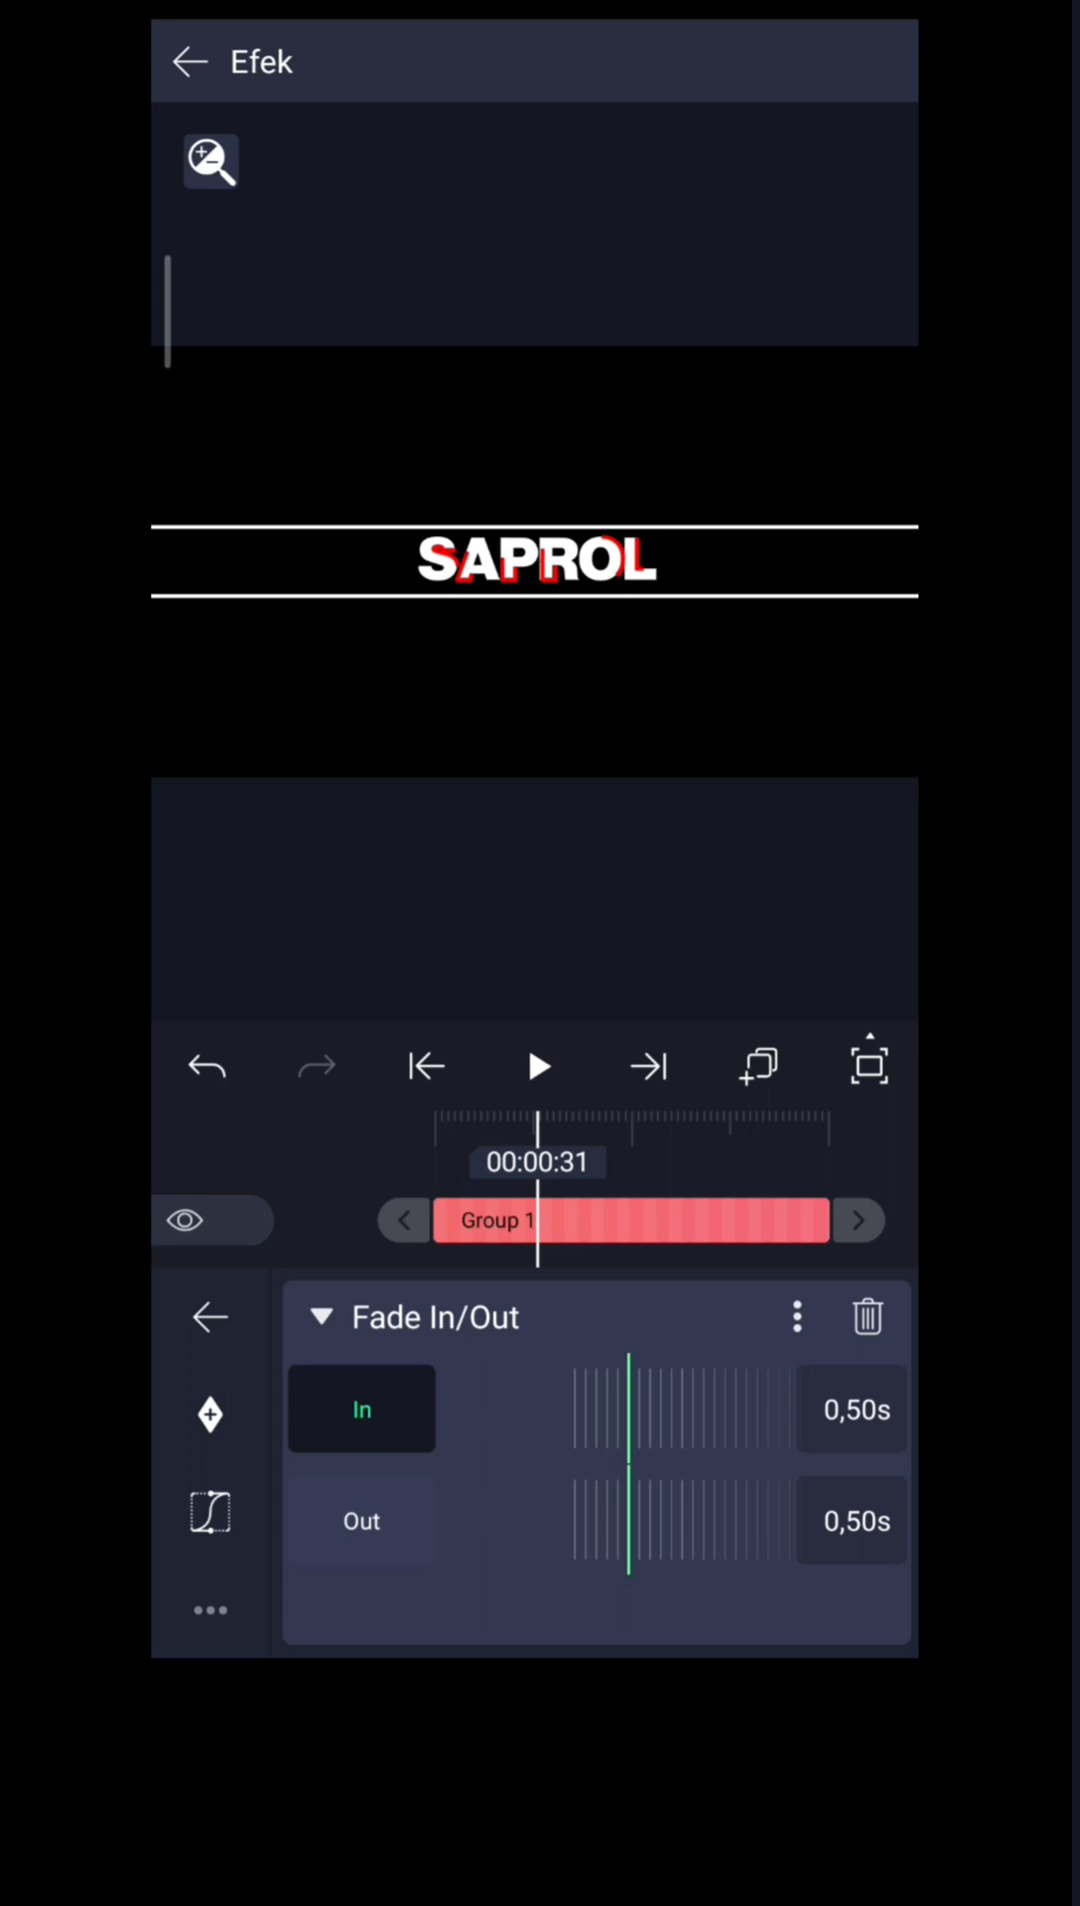 Efek
SAPROL
00:00:31
Group 1
Fade In/Out
In
0,50s
Out
0,50s